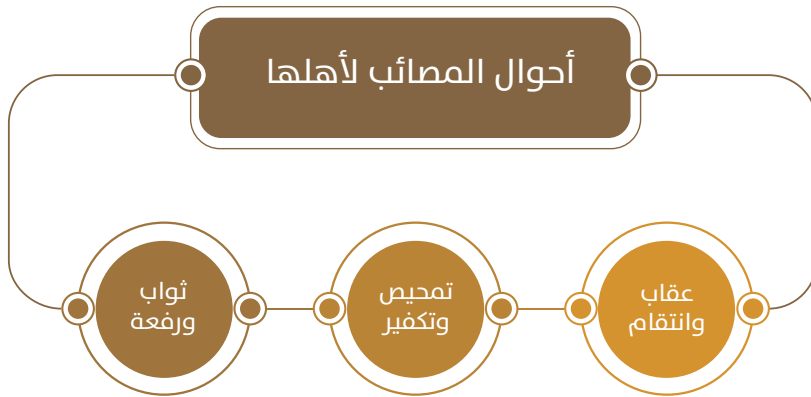 أحوال المصائب لأهلها
عقاب
وانتقام
تمحيص
وتكفير
ثواب
ورفعة